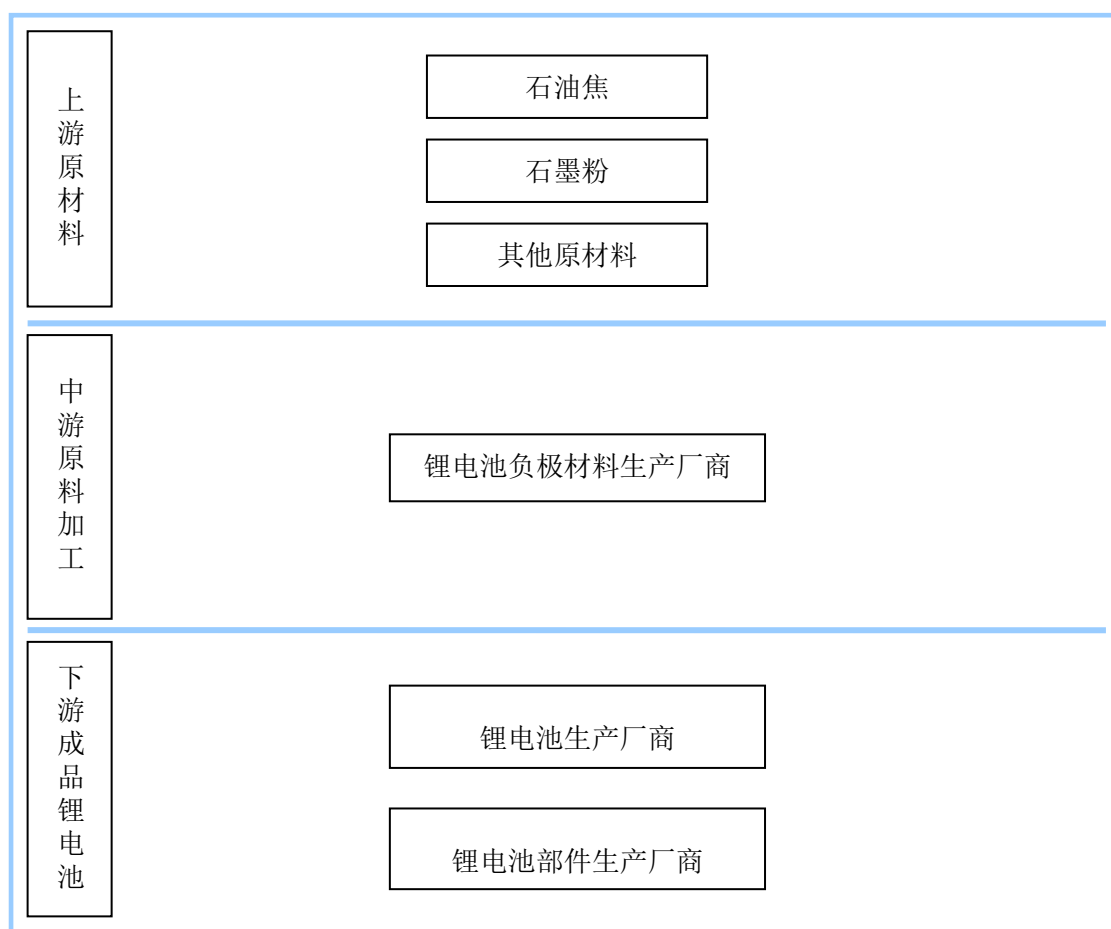 上游原材料
石油焦
石墨粉
其他原材料
中游原料加工
锂电池负极材料生产厂商
下游成品锂电池
锂电池生产厂商
锂电池部件生产厂商